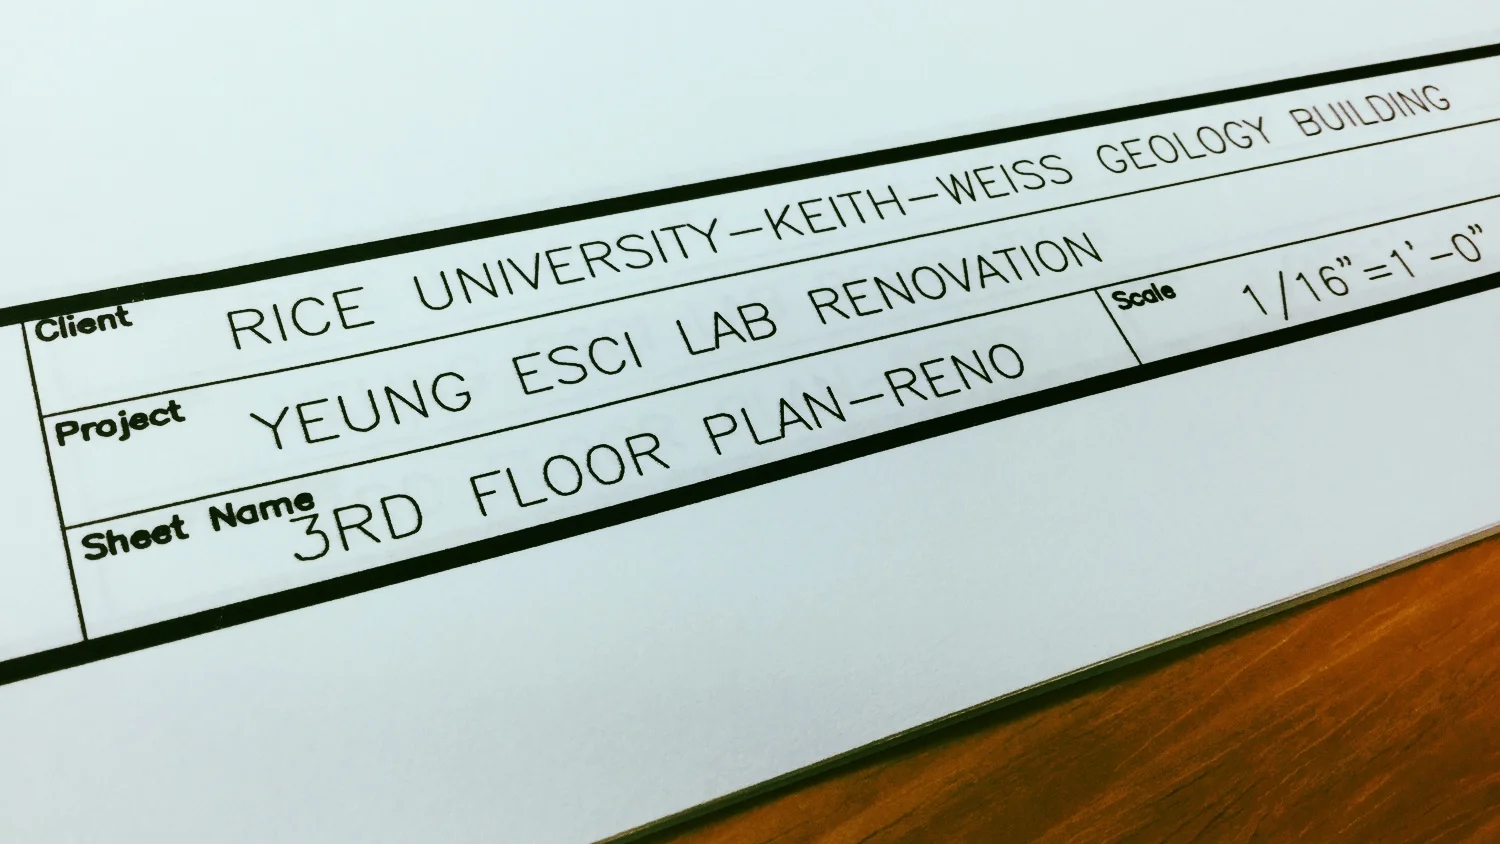 Client RICE UNIVERSITY-KEITH-WEISS GEOLOGY BUILDING
Project YEUNG ESCI LAB RENOVATION
Sheet Name 3RD FLOOR PLAN-RENO
Scale 1/16"=1'-0"